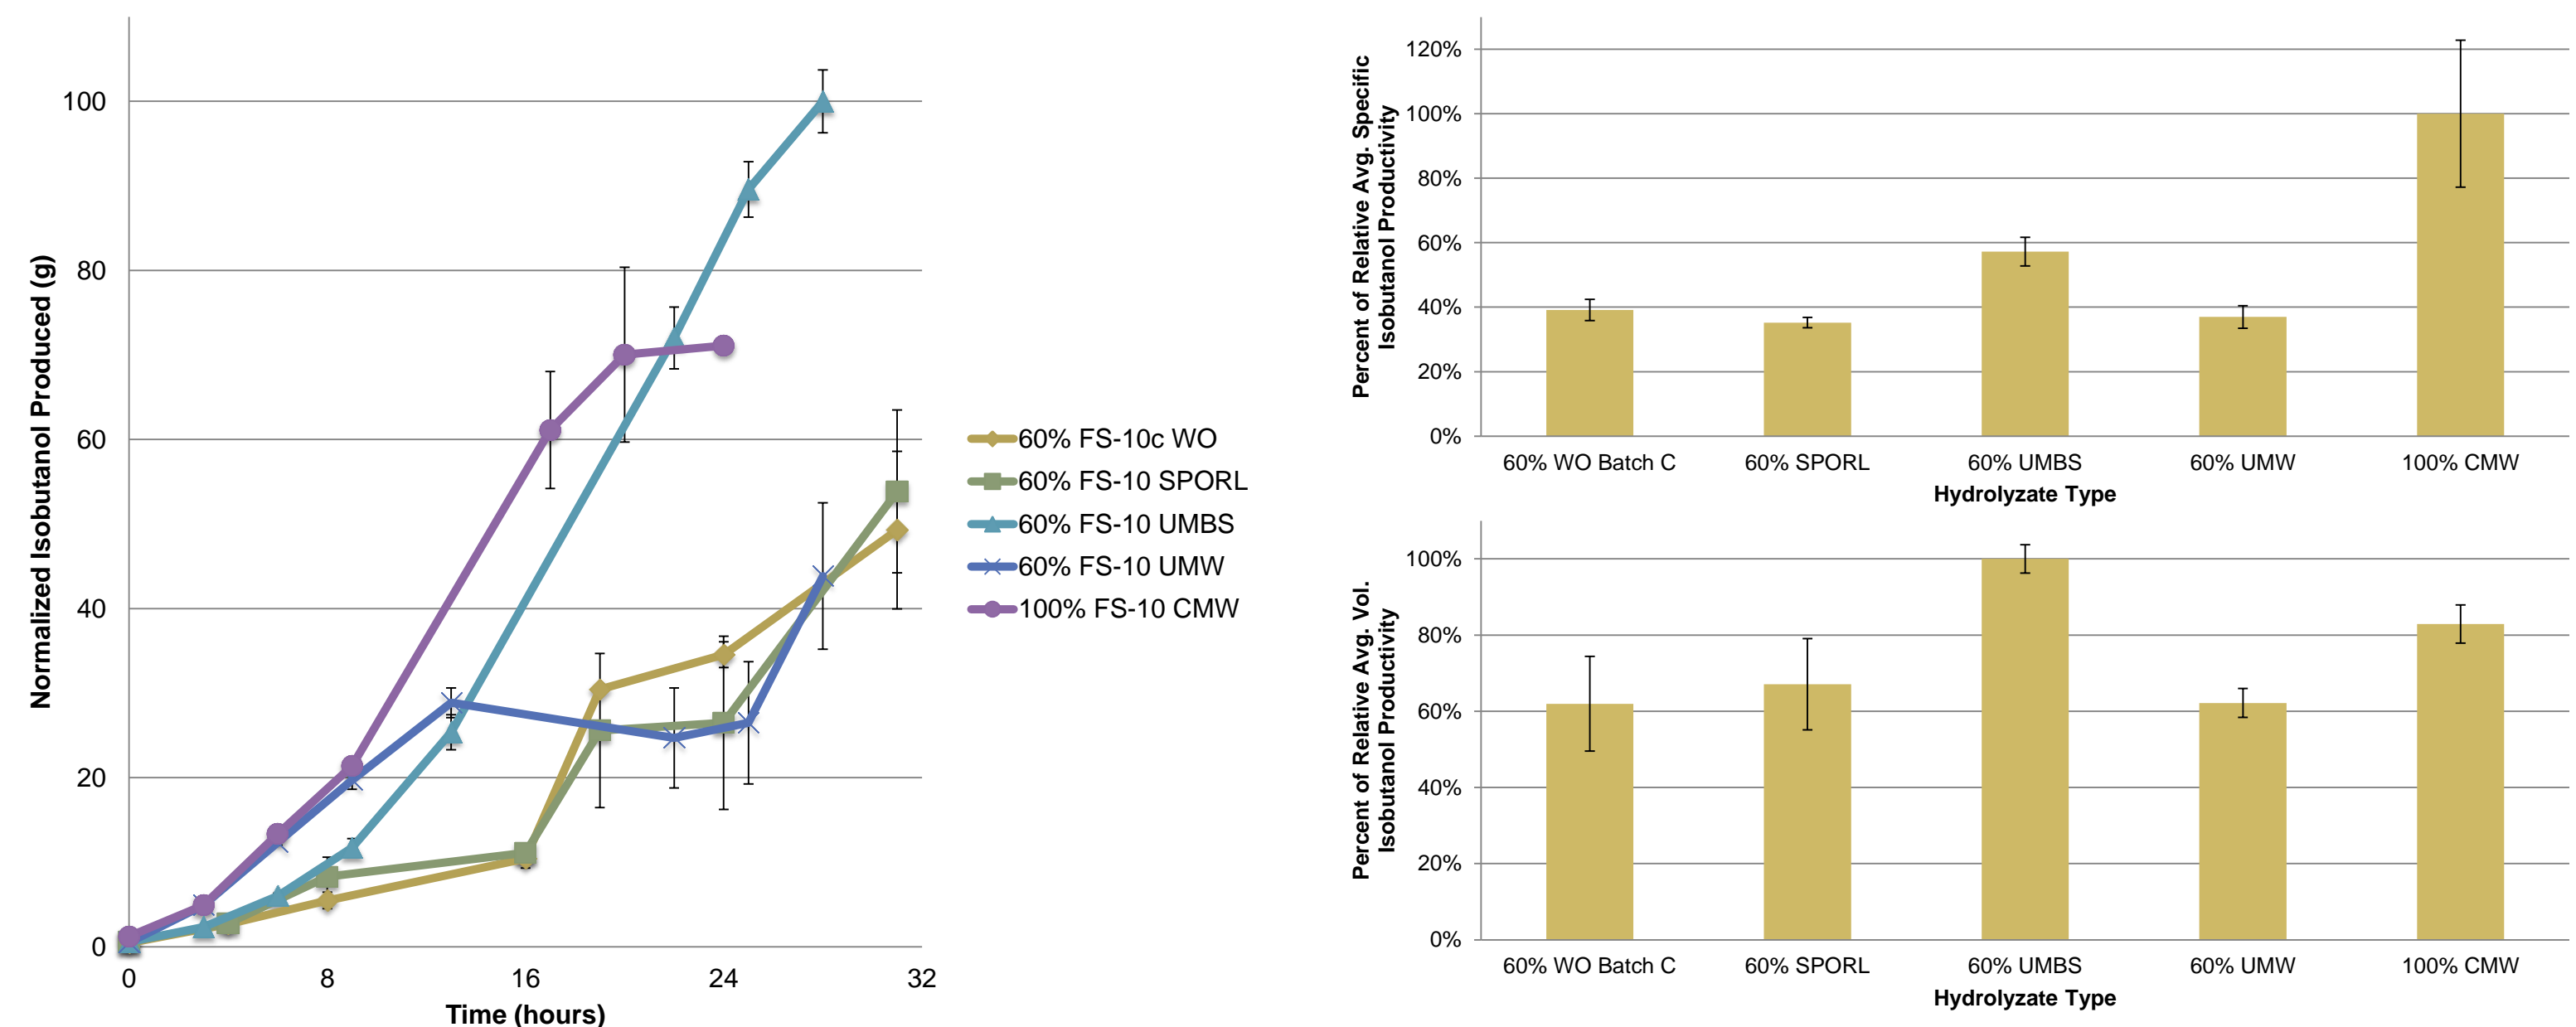 Normalized Isobutanol Produced (g)
100
80
60
40
20
0
0 8 16 24 32
Time (hours)
60% FS-10c WO
60% FS-10 SPORL
60% FS-10 UMBS
60% FS-10 UMW
100% FS-10 CMW
Percent of Relative Avg. Specific
Isobutanol Productivity
120%
100%
80%
60%
40%
20%
0%
60% WO Batch C 60% SPORL 60% UMBS 60% UMW 100% CMW
Hydrolyzate Type
Percent of Relative Avg. Vol.
Isobutanol Productivity
100%
80%
60%
40%
20%
0%
60% WO Batch C 60% SPORL 60% UMBS 60% UMW 100% CMW
Hydrolyzate Type